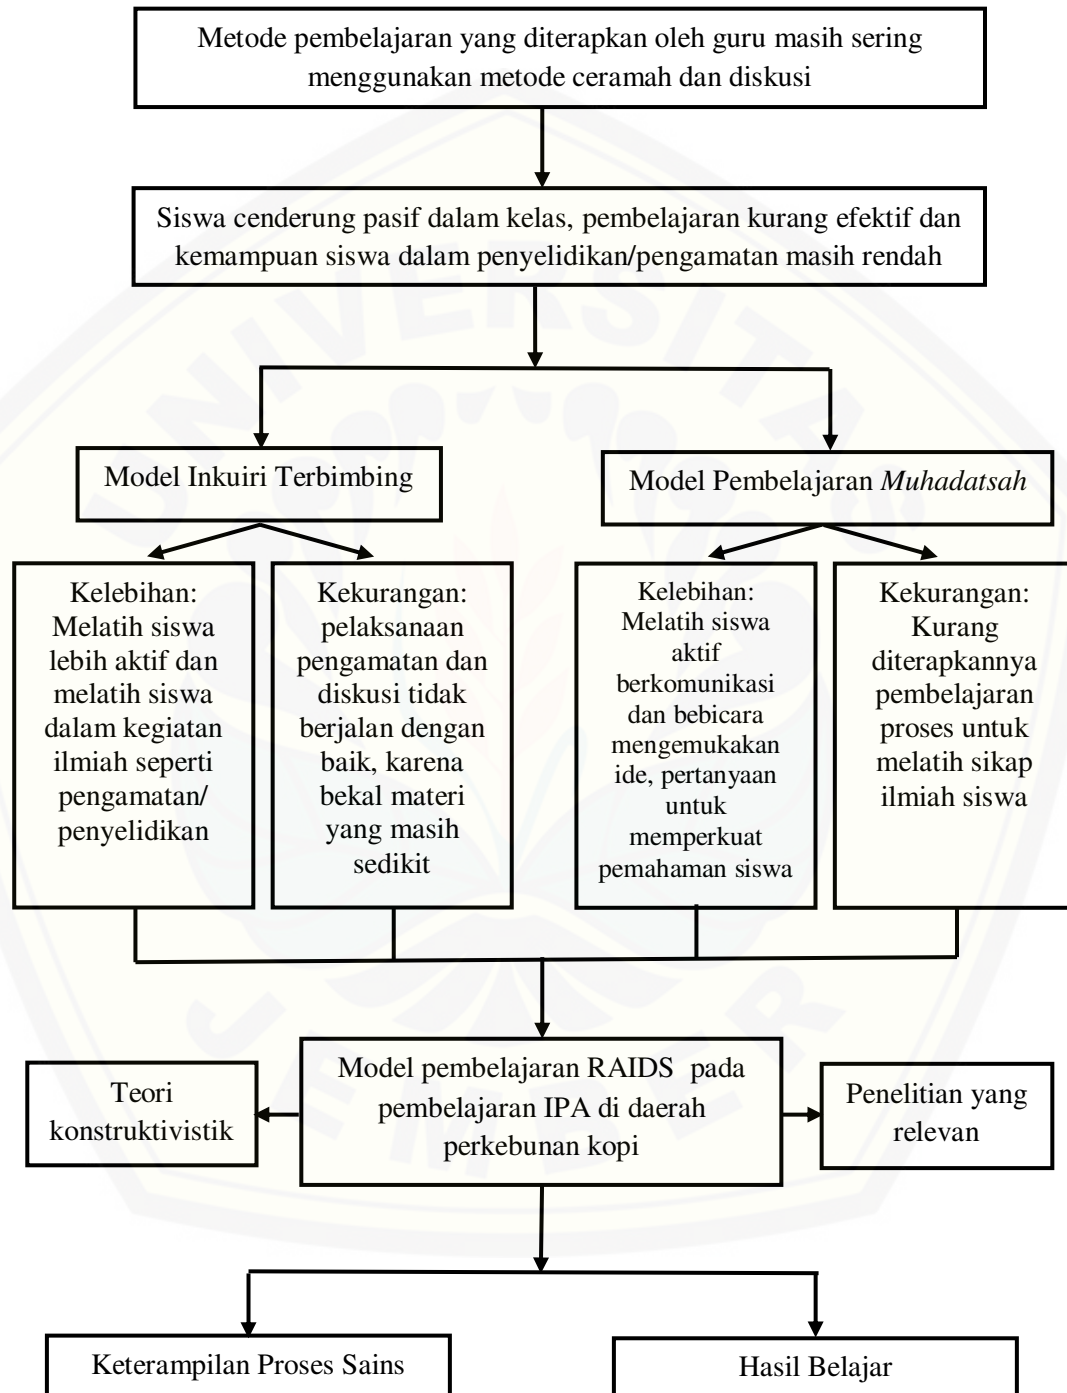 Metode pembelajaran yang diterapkan oleh guru masih sering
menggunakan metode ceramah dan diskusi
Siswa cenderung pasif dalam kelas, pembelajaran kurang efektif dan
kemampuan siswa dalam penyelidikan/pengamatan masih rendah
Model Inkuiri Terbimbing
Model Pembelajaran Muhadatsah
Kelebihan:
Melatih siswa
lebih aktif dan
melatih siswa
dalam kegiatan
ilmiah seperti
pengamatan/
penyelidikan
Kekurangan:
pelaksanaan
pengamatan dan
diskusi tidak
berjalan dengan
baik, karena
bekal materi
yang masih
sedikit
Kelebihan:
Melatih siswa
aktif
berkomunikasi
dan bebicara
mengemukakan
ide, pertanyaan
untuk
memperkuat
pemahaman siswa
Kekurangan:
Kurang
diterapkannya
pembelajaran
proses untuk
melatih sikap
ilmiah siswa
Teori
konstruktivistik
Model pembelajaran RAIDS pada
pembelajaran IPA di daerah
perkebunan kopi
Penelitian yang
relevan
Keterampilan Proses Sains
Hasil Belajar
UNIVERSITAS
JEMBER